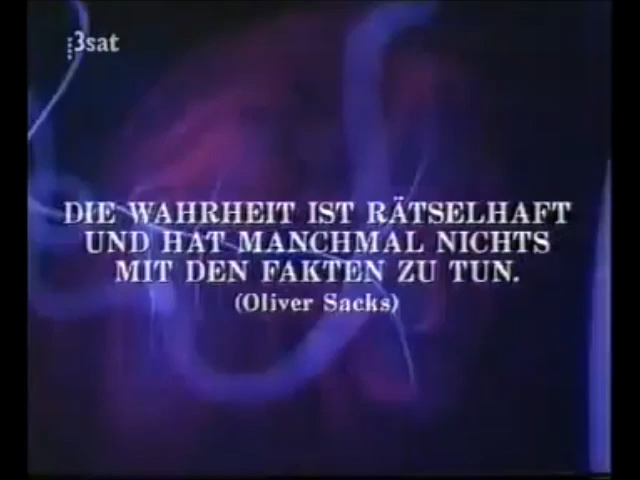 3sat
DIE WAHRHEIT IST RÄTSELHAFT
UND HAT MANCHMAL NICHTS
MIT DEN FAKTEN ZU TUN.
(Oliver Sacks)